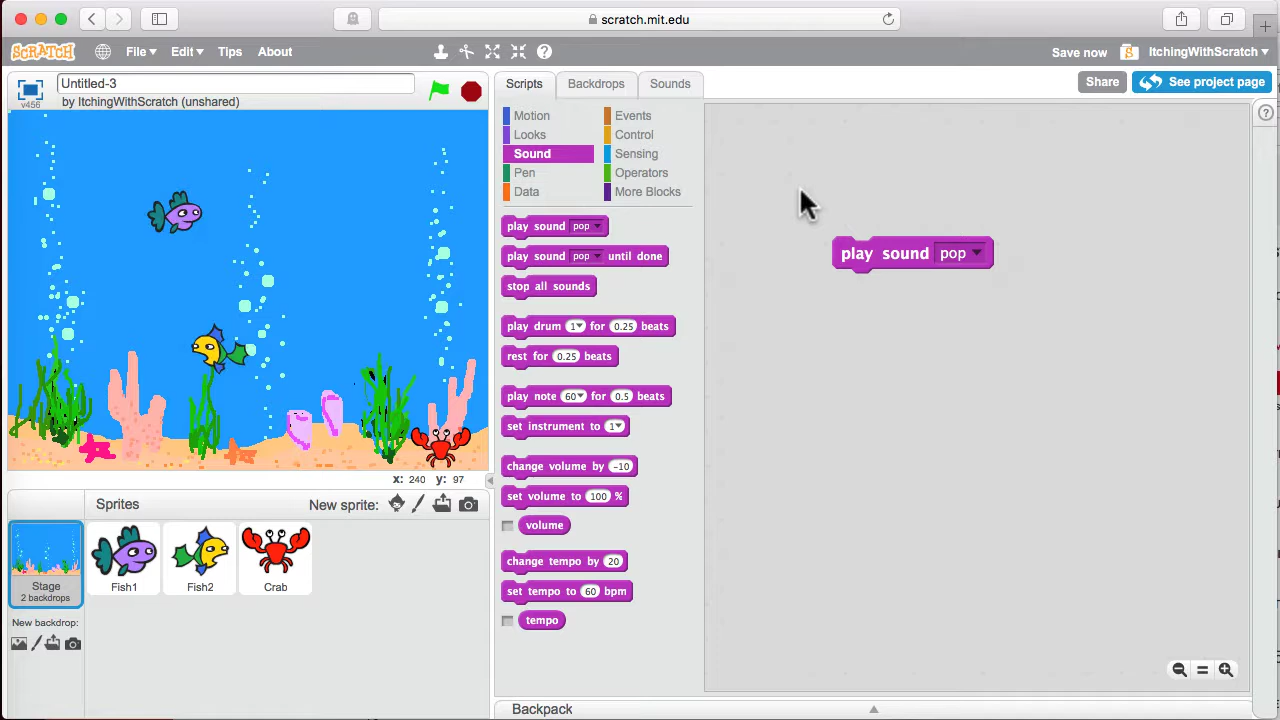 scratch.mit.edu
SCRATCH
File
Edit
Tips
About
Save now
ItchingWithScratch
v456
Untitled-3
by ItchingWithScratch (unshared)
Scripts
Backdrops
Sounds
Share
See project page
Motion
Looks
Sound
Pen
Data
Events
Control
Sensing
Operators
More Blocks
play sound pop
play sound pop until done
stop all sounds
play drum 1 for 0.25 beats
rest for 0.25 beats
play note 60 for 0.5 beats
set instrument to 1
change volume by -10
set volume to 100 %
volume
change tempo by 20
set tempo to 60 bpm
tempo
play sound pop
x: 240 y: 97
Sprites
New sprite:
Stage
2 backdrops
New backdrop:
Fish1
Fish2
Crab
Backpack